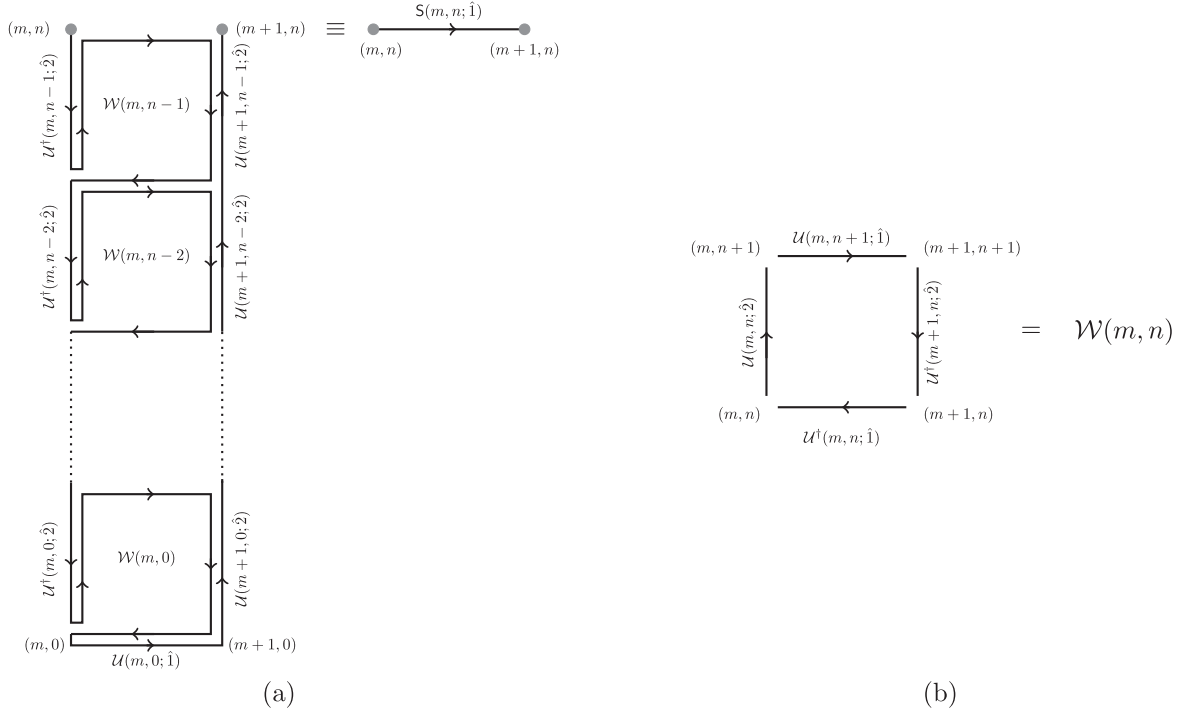 (m, n)
(m + 1, n)
≡
S(m, n; 1̂)
(m, n)
(m + 1, n)
𝒰†(m, n − 1; 2̂)
𝒲(m, n − 1)
𝒰(m + 1, n − 1; 2̂)
𝒰†(m, n − 2; 2̂)
𝒲(m, n − 2)
𝒰(m + 1, n − 2; 2̂)
𝒰†(m, 0; 2̂)
𝒲(m, 0)
𝒰(m + 1, 0; 2̂)
(m, 0)
(m + 1, 0)
𝒰(m, 0; 1̂)
(a)
(m, n + 1)
𝒰(m, n + 1; 1̂)
(m + 1, n + 1)
𝒰(m, n; 2̂)
𝒰†(m + 1, n; 2̂)
= 𝒲(m, n)
(m, n)
(m + 1, n)
𝒰†(m, n; 1̂)
(b)